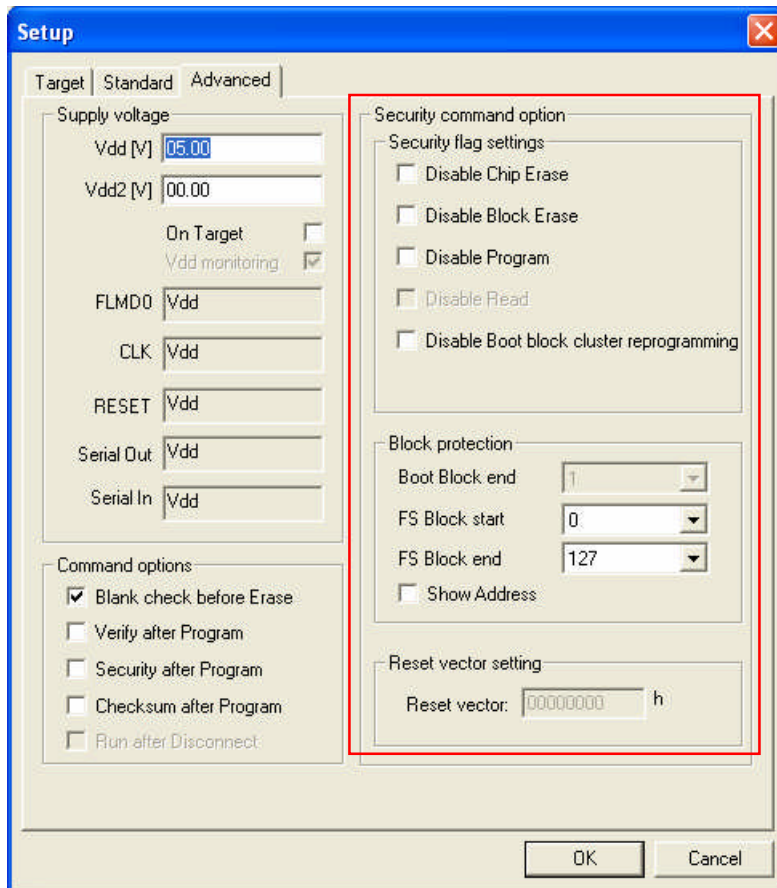 Setup
Target
Standard
Advanced
Supply voltage
Vdd [V] 05.00
Vdd2 [V] 00.00
On Target
Vdd monitoring
FLMD0 Vdd
CLK Vdd
RESET Vdd
Serial Out Vdd
Serial In Vdd
Command options
Blank check before Erase
Verify after Program
Security after Program
Checksum after Program
Run after Disconnect
Security command option
Security flag settings
Disable Chip Erase
Disable Block Erase
Disable Program
Disable Read
Disable Boot block cluster reprogramming
Block protection
Boot Block end 1
FS Block start 0
FS Block end 127
Show Address
Reset vector setting
Reset vector: 00000000 h
OK
Cancel